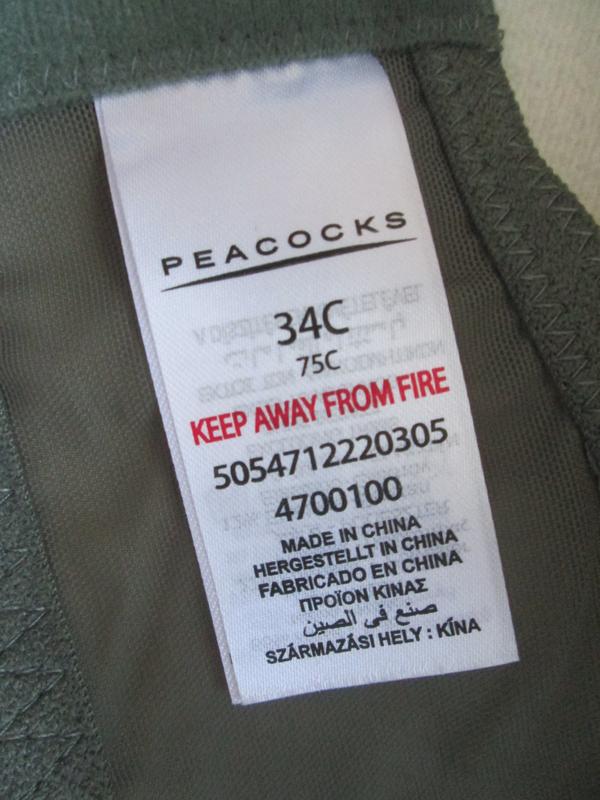 PEACOCKS
34C
75C
KEEP AWAY FROM FIRE
5054712220305
4700100
MADE IN CHINA
HERGESTELLT IN CHINA
FABRICADO EN CHINA
ΠΡΟΪΟΝ ΚΙΝΑΣ
صنع في الصين
SZÁRMAZÁSI HELY : KÍNA